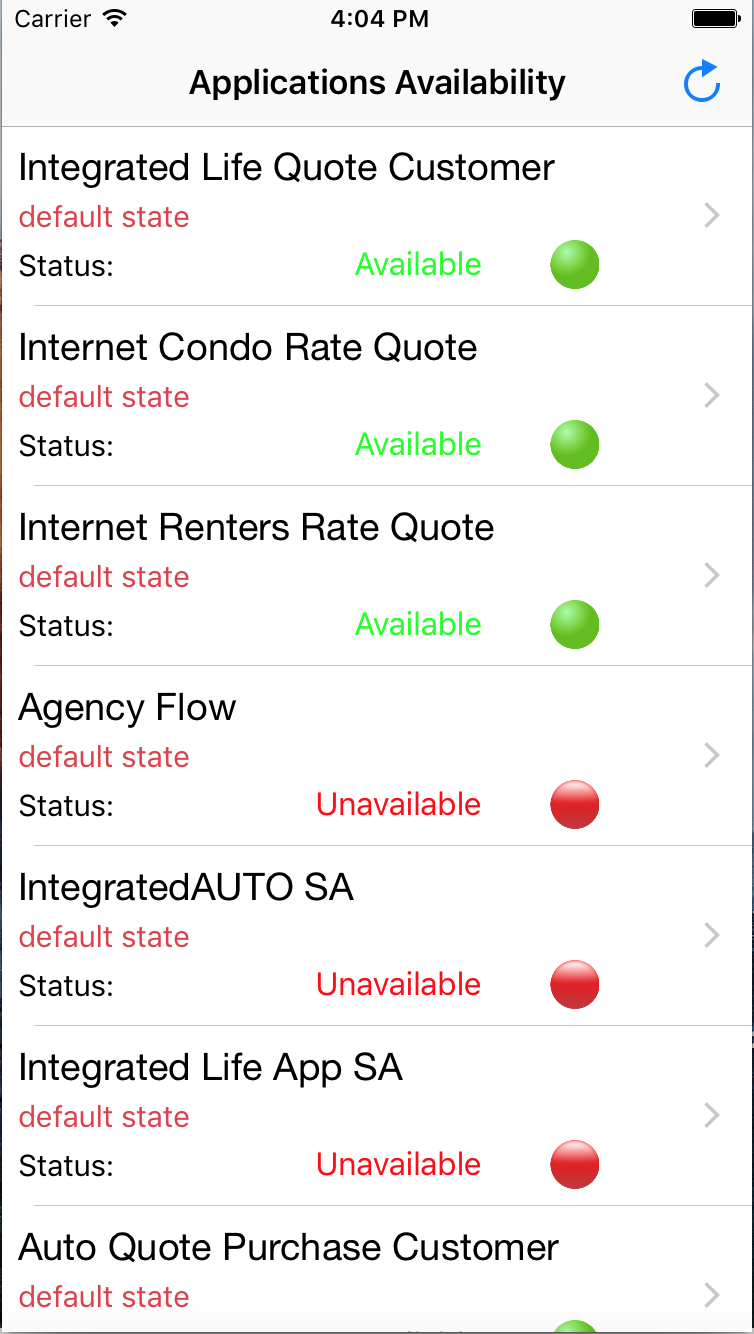 Carrier 4:04 PM
Applications Availability
Integrated Life Quote Customer
default state
Status: Available
Internet Condo Rate Quote
default state
Status: Available
Internet Renters Rate Quote
default state
Status: Available
Agency Flow
default state
Status: Unavailable
IntegratedAUTO SA
default state
Status: Unavailable
Integrated Life App SA
default state
Status: Unavailable
Auto Quote Purchase Customer
default state